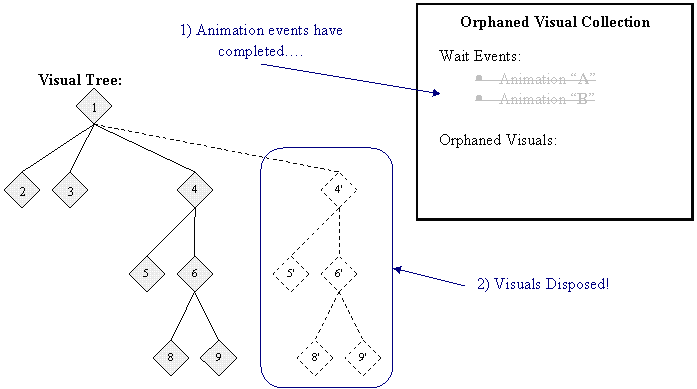 Orphaned Visual Collection
1) Animation events have
completed....
Wait Events:
• Animation “A”
• Animation “B”
Visual Tree:
1
Orphaned Visuals:
2
3
4
4'
5
6
5'
6'
2) Visuals Disposed!
8
9
8'
9'